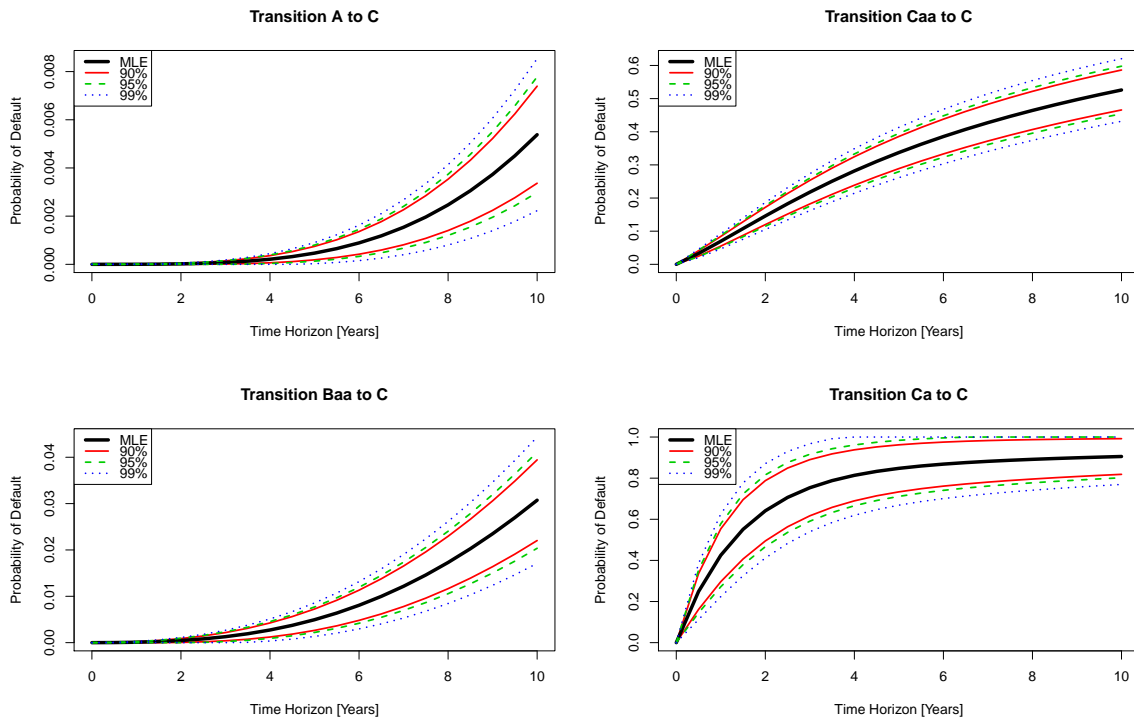 Transition A to C
MLE
90%
95%
99%
Probability of Default
0.000 0.002 0.004 0.006 0.008
0 2 4 6 8 10
Time Horizon [Years]
Transition Caa to C
MLE
90%
95%
99%
Probability of Default
0.0 0.1 0.2 0.3 0.4 0.5 0.6
0 2 4 6 8 10
Time Horizon [Years]
Transition Baa to C
MLE
90%
95%
99%
Probability of Default
0.00 0.01 0.02 0.03 0.04
0 2 4 6 8 10
Time Horizon [Years]
Transition Ca to C
MLE
90%
95%
99%
Probability of Default
0.0 0.2 0.4 0.6 0.8 1.0
0 2 4 6 8 10
Time Horizon [Years]